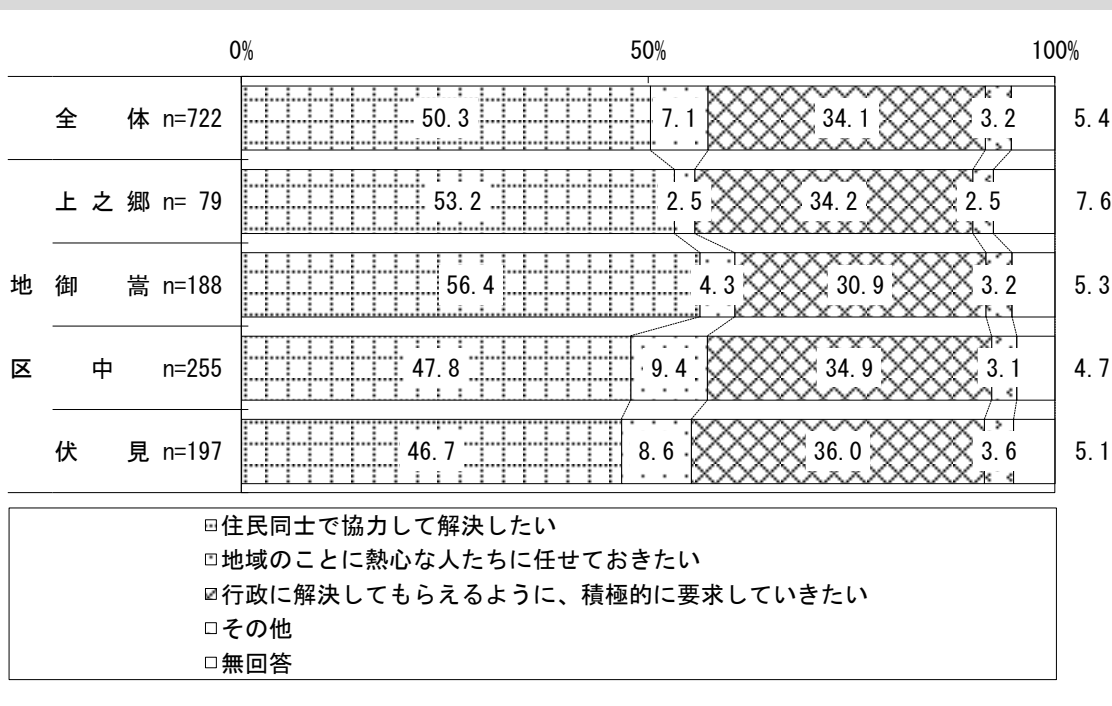 0% 50% 100%
全 体 n=722 50.3 7.1 34.1 3.2 5.4
上之郷 n= 79 53.2 2.5 34.2 2.5 7.6
地 御 嵩 n=188 56.4 4.3 30.9 3.2 5.3
区 中 n=255 47.8 9.4 34.9 3.1 4.7
伏 見 n=197 46.7 8.6 36.0 3.6 5.1
住民同士で協力して解決したい
地域のことに熱心な人たちに任せておきたい
行政に解決してもらえるように、積極的に要求していきたい
その他
無回答